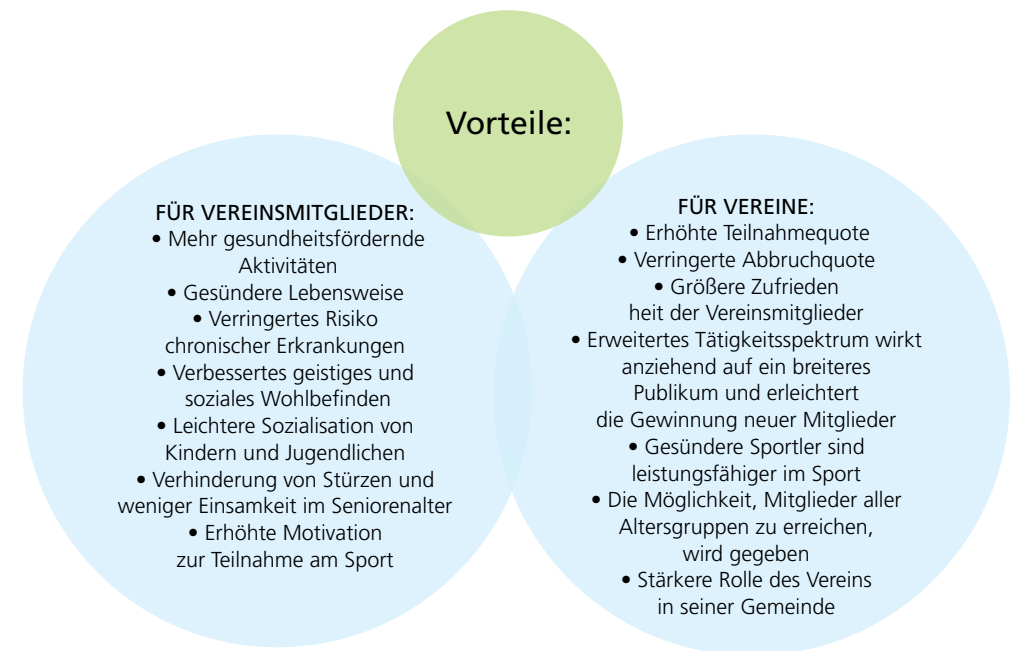 Vorteile:
FÜR VEREINSMITGLIEDER:
• Mehr gesundheitsfördernde
Aktivitäten
• Gesündere Lebensweise
• Verringertes Risiko
chronischer Erkrankungen
• Verbessertes geistiges und
soziales Wohlbefinden
• Leichtere Sozialisation von
Kindern und Jugendlichen
• Verhinderung von Stürzen und
weniger Einsamkeit im Seniorenalter
• Erhöhte Motivation
zur Teilnahme am Sport
FÜR VEREINE:
• Erhöhte Teilnahmequote
• Verringerte Abbruchquote
• Größere Zufrieden
heit der Vereinsmitglieder
• Erweitertes Tätigkeitsspektrum wirkt
anziehend auf ein breiteres
Publikum und erleichtert
die Gewinnung neuer Mitglieder
• Gesündere Sportler sind
leistungsfähiger im Sport
• Die Möglichkeit, Mitglieder aller
Altersgruppen zu erreichen,
wird gegeben
• Stärkere Rolle des Vereins
in seiner Gemeinde